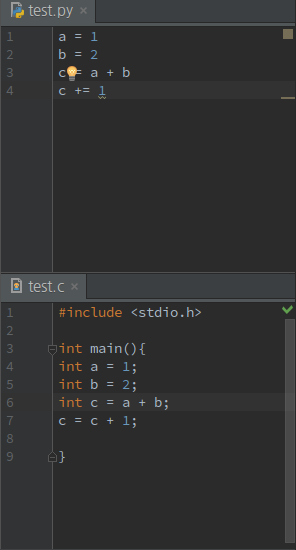 test.py
1 a = 1
2 b = 2
3 c = a + b
4 c += 1
test.c
1 #include <stdio.h>
2
3 int main(){
4 int a = 1;
5 int b = 2;
6 int c = a + b;
7 c = c + 1;
8
9 }